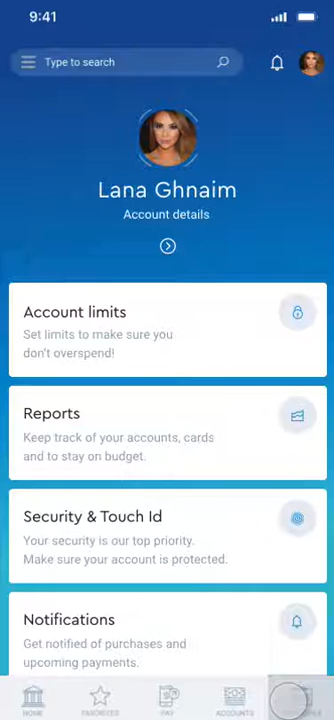 9:41
Type to search
Lana Ghnaim
Account details
Account limits
Set limits to make sure you
don't overspend!
Reports
Keep track of your accounts, cards
and to stay on budget.
Security & Touch Id
Your security is our top priority.
Make sure your account is protected.
Notifications
Get notified of purchases and
upcoming payments.
HOME FAVORITES PAY ACCOUNTS